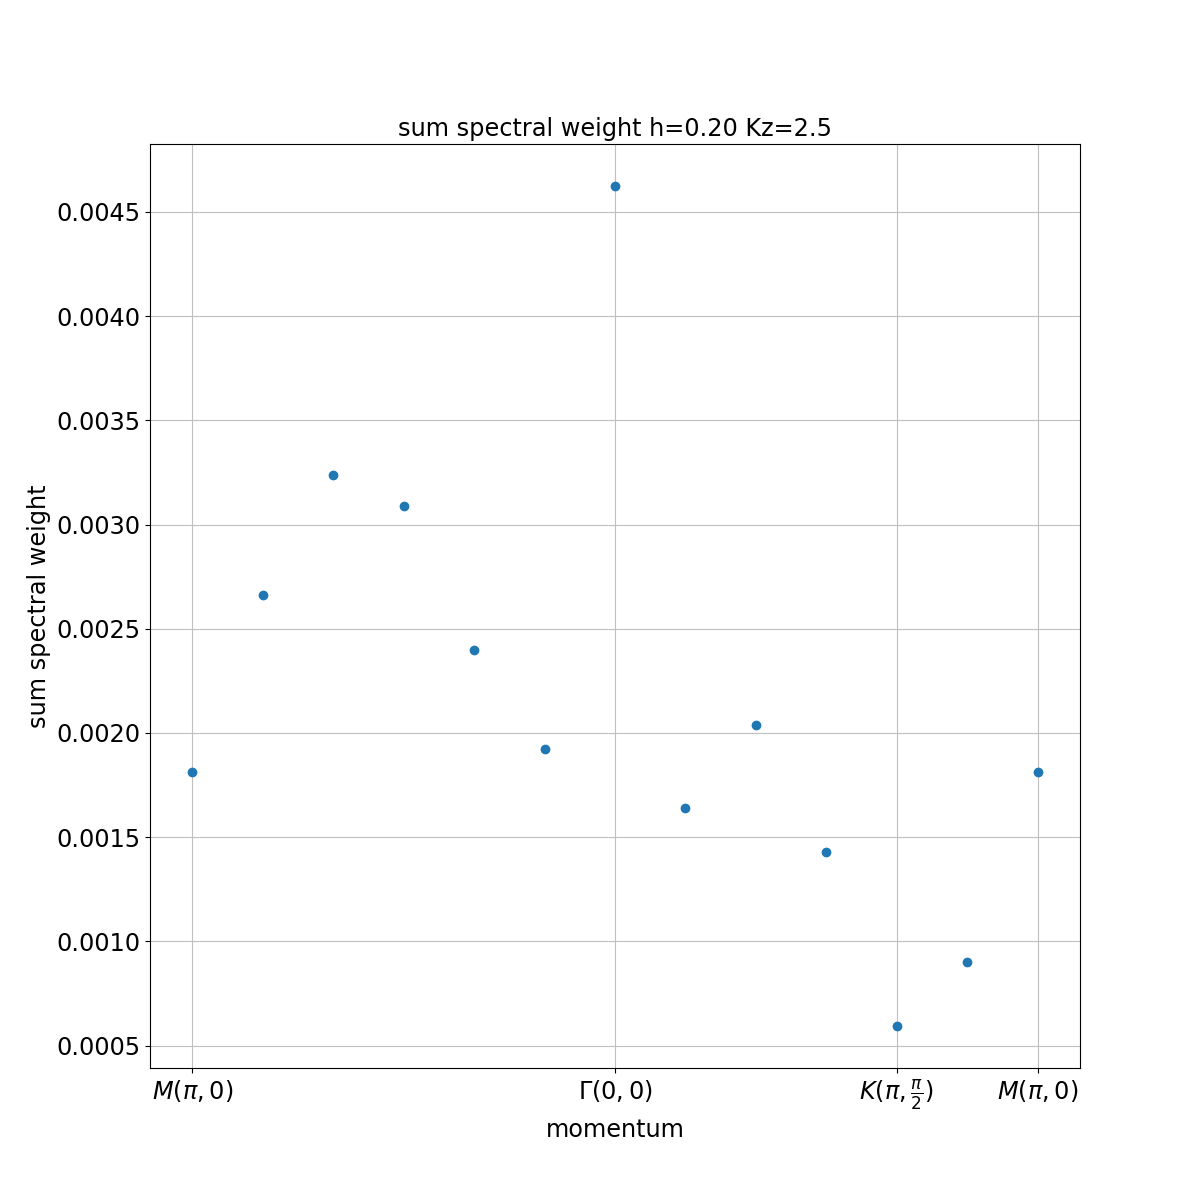 sum spectral weight h=0.20 Kz=2.5
0.0045
0.0040
0.0035
0.0030
0.0025
0.0020
0.0015
0.0010
0.0005
sum spectral weight
M(π, 0) Γ(0, 0) K(π, π/2) M(π, 0)
momentum